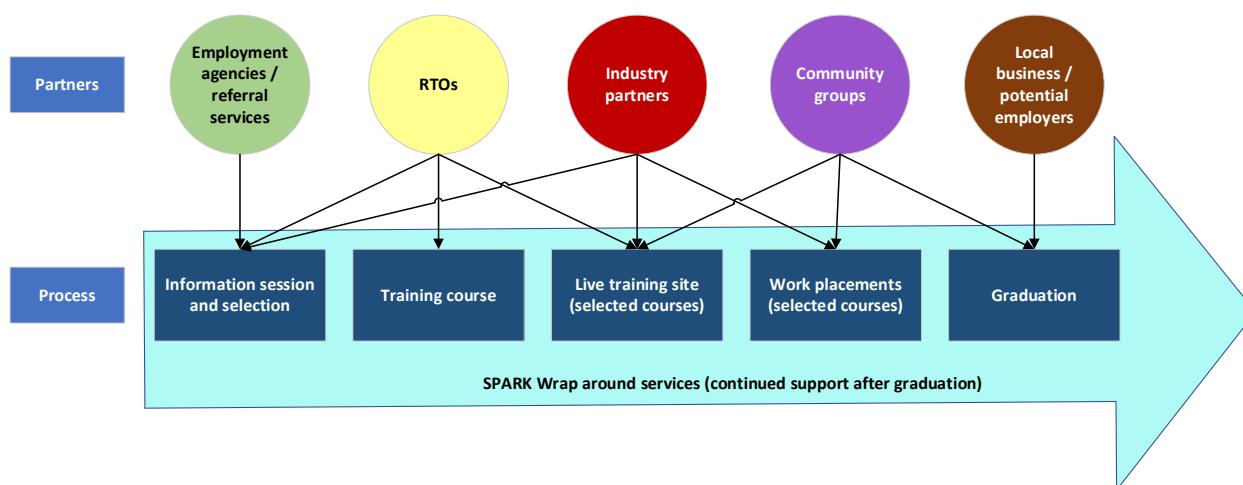 Partners
Employment
agencies /
referral
services
RTOs
Industry
partners
Community
groups
Local
business /
potential
employers
Process
Information session
and selection
Training course
Live training site
(selected courses)
Work placements
(selected courses)
Graduation
SPARK Wrap around services (continued support after graduation)